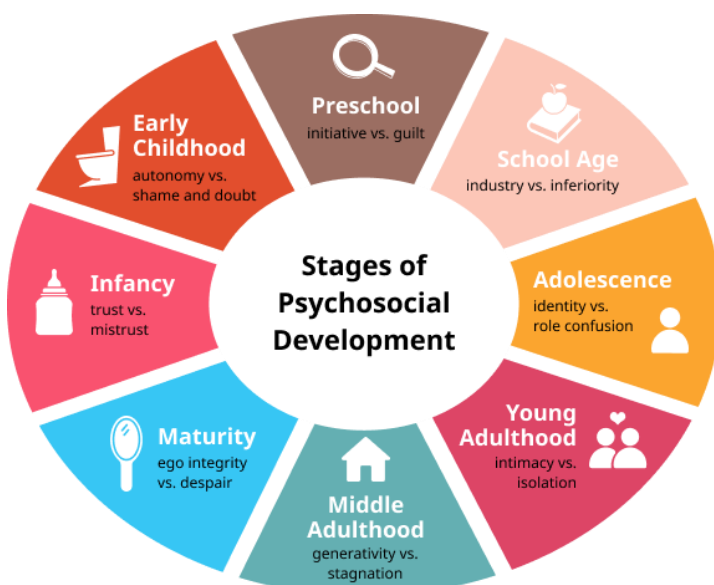 Stages of
Psychosocial
Development
Infancy
trust vs.
mistrust
Early
Childhood
autonomy vs.
shame and doubt
Preschool
initiative vs. guilt
School Age
industry vs. inferiority
Adolescence
identity vs.
role confusion
Young
Adulthood
intimacy vs.
isolation
Middle
Adulthood
generativity vs.
stagnation
Maturity
ego integrity
vs. despair